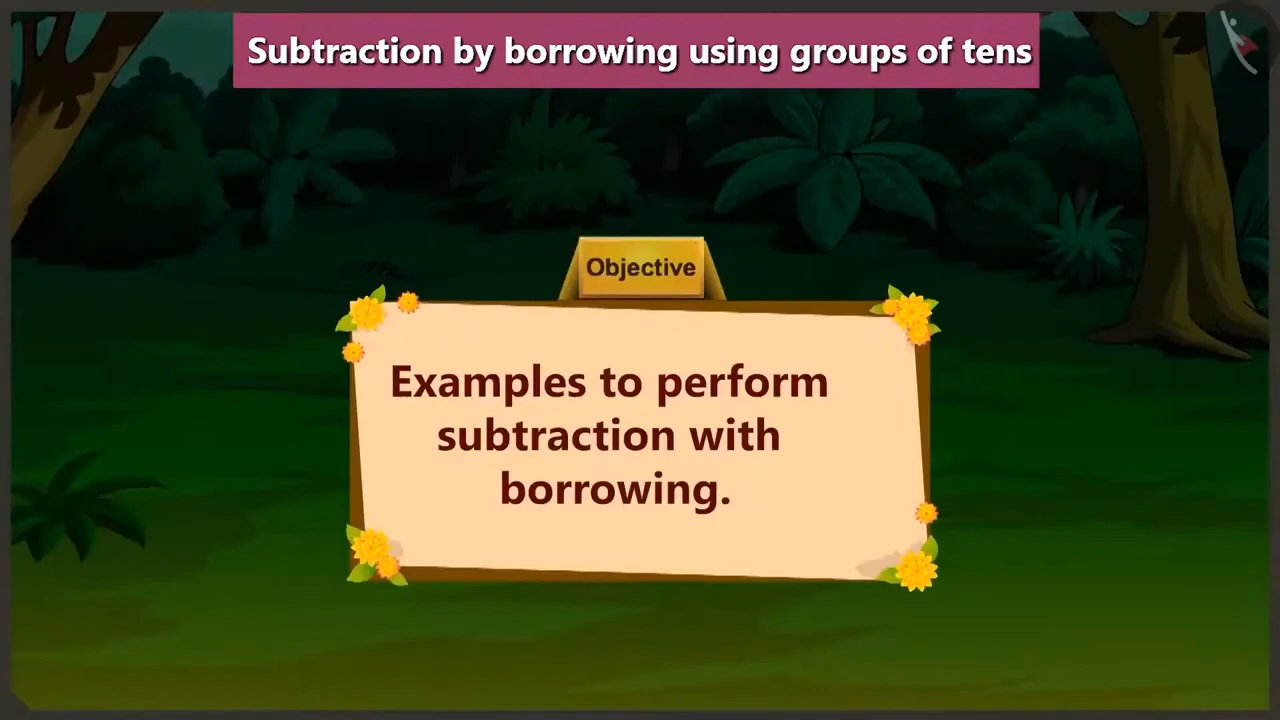 Subtraction by borrowing using groups of tens
Objective
Examples to perform
subtraction with
borrowing.